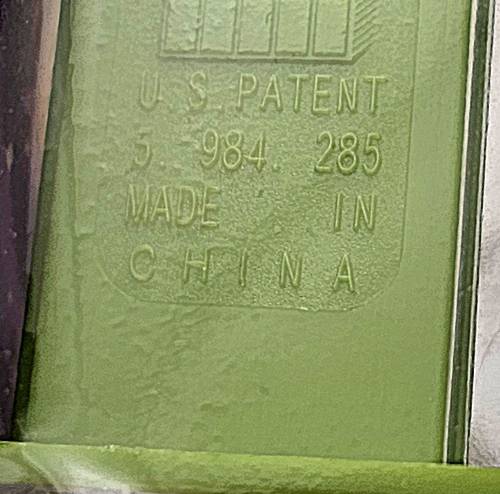 U.S. PATENT
5. 984. 285
MADE IN
CHINA